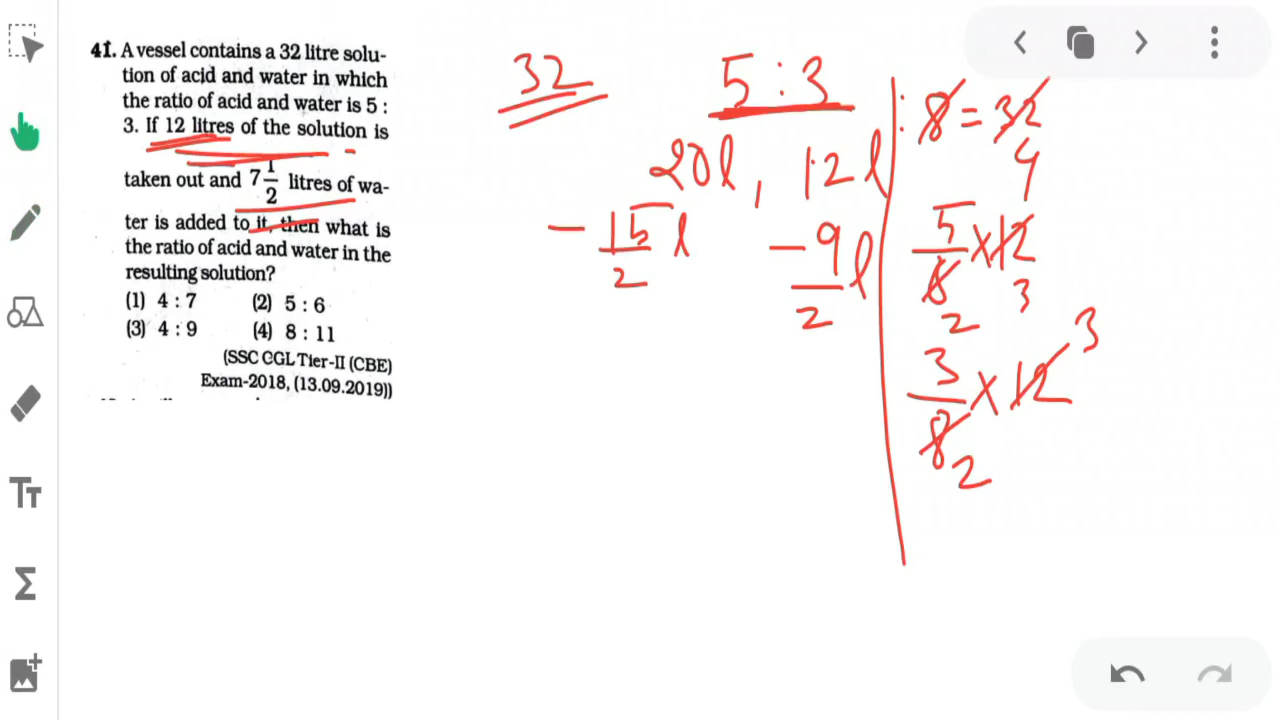 41. A vessel contains a 32 litre solu-
tion of acid and water in which
the ratio of acid and water is 5 :
3. If 12 litres of the solution is
taken out and 7 1/2 litres of wa-
ter is added to it, then what is
the ratio of acid and water in the
resulting solution?
(1) 4 : 7 (2) 5 : 6
(3) 4 : 9 (4) 8 : 11
(SSC CGL Tier-II (CBE)
Exam-2018, (13.09.2019))
32
5 : 3
20l, 12l
- 15/2 l - 9/2 l
: 8 = 32
4
5/8 x 12
2 3
3/8 x 12 3
2
Tт
Σ